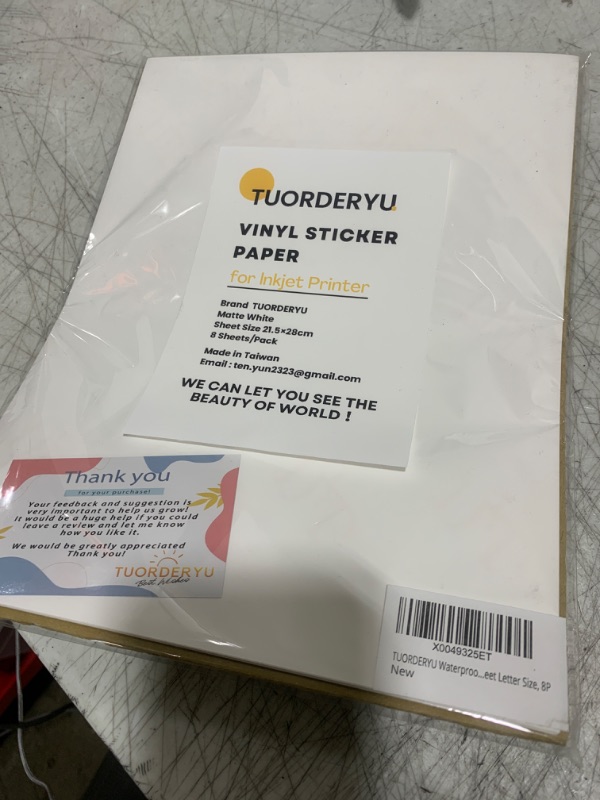 TUORDERYU.
VINYL STICKER
PAPER
for Inkjet Printer
Brand TUORDERYU
Matte White
Sheet Size 21.5×28cm
8 Sheets/Pack
Made in Taiwan
Email : ten.yun2323@gmail.com
WE CAN LET YOU SEE THE
BEAUTY OF WORLD !
Thank you
for your purchase!
Your feedback and suggestion is
very important to help us grow!
It would be a huge help if you could
leave a review and let me know
how you like it.
We would be greatly appreciated
Thank you!
TUORDERYU
Best Maker
X0049325ET
TUORDERYU Waterproo...eet Letter Size, 8P
New